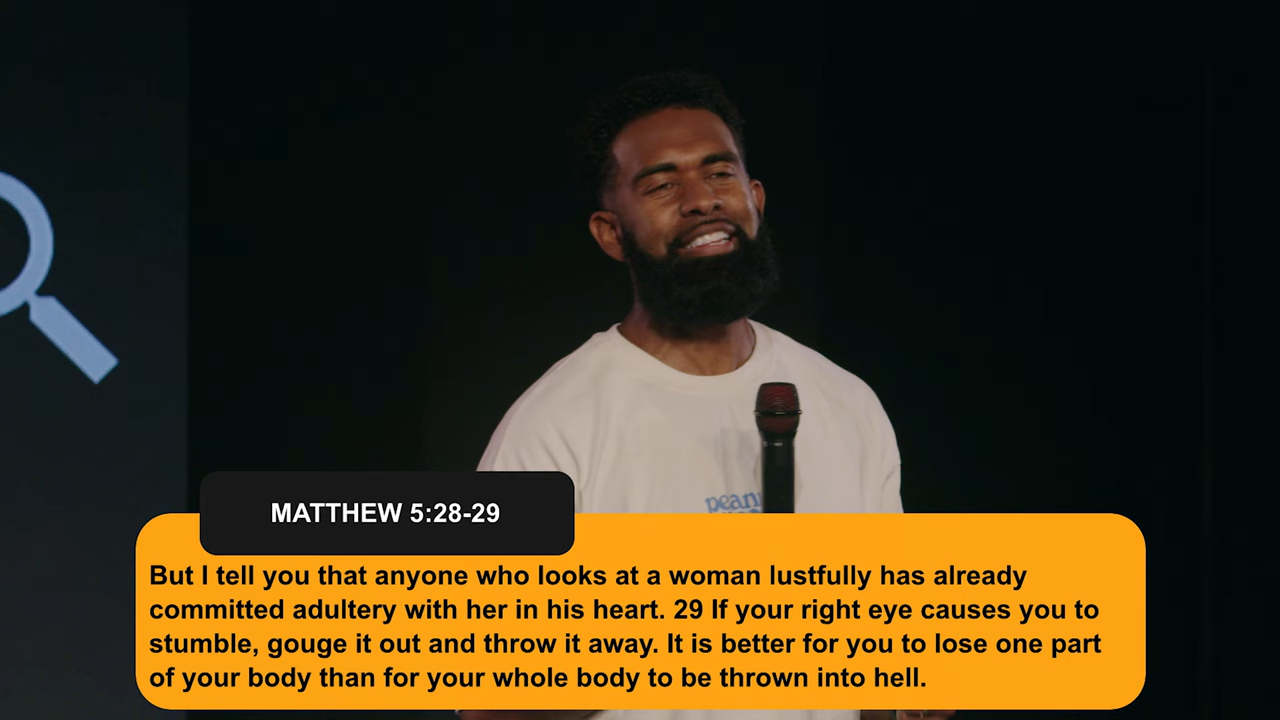 MATTHEW 5:28-29
But I tell you that anyone who looks at a woman lustfully has already
committed adultery with her in his heart. 29 If your right eye causes you to
stumble, gouge it out and throw it away. It is better for you to lose one part
of your body than for your whole body to be thrown into hell.